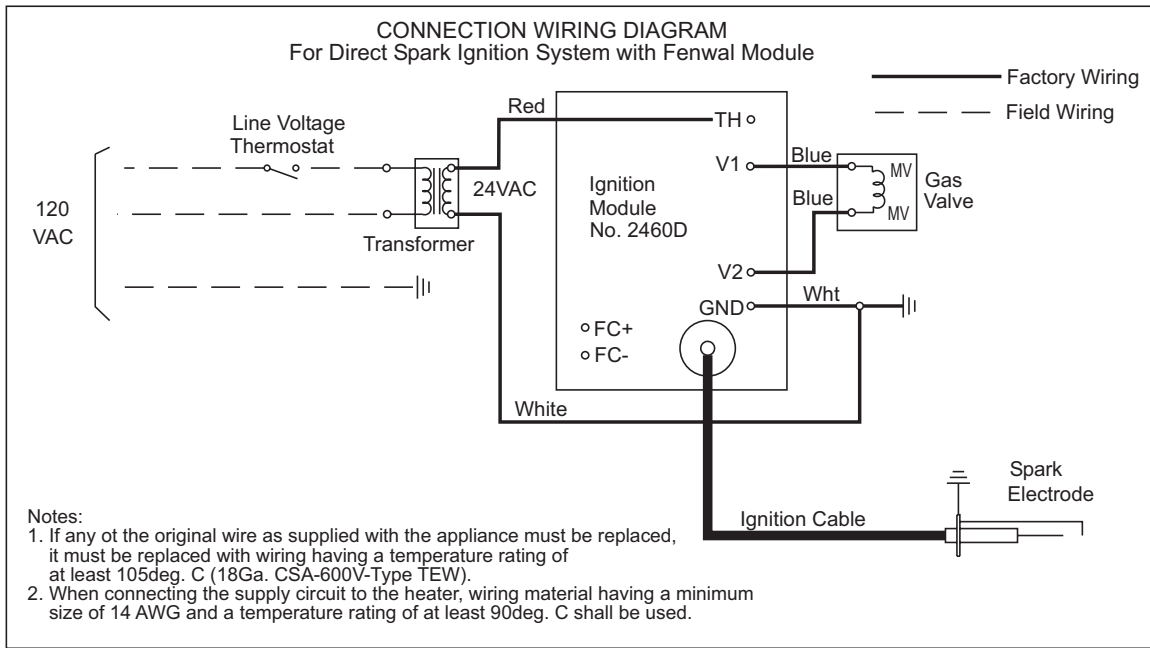 CONNECTION WIRING DIAGRAM
For Direct Spark Ignition System with Fenwal Module
Factory Wiring
Field Wiring
Red
TH
Line Voltage
Thermostat
V1
Blue
MV
Gas
Valve
24VAC
Ignition
Module
No. 2460D
Blue
MV
120
VAC
Transformer
V2
GND
Wht
FC+
FC-
White
Spark
Electrode
Ignition Cable
Notes:
1. If any ot the original wire as supplied with the appliance must be replaced,
it must be replaced with wiring having a temperature rating of
at least 105deg. C (18Ga. CSA-600V-Type TEW).
2. When connecting the supply circuit to the heater, wiring material having a minimum
size of 14 AWG and a temperature rating of at least 90deg. C shall be used.